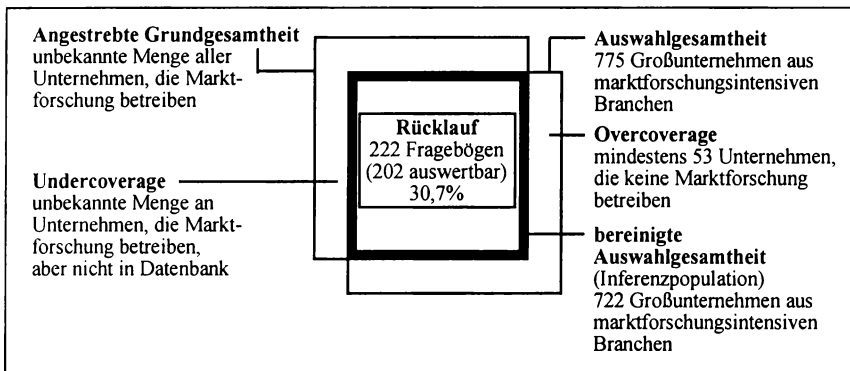 Angestrebte Grundgesamtheit
unbekannte Menge aller
Unternehmen, die Markt-
forschung betreiben
Undercoverage
unbekannte Menge an
Unternehmen, die Markt-
forschung betreiben,
aber nicht in Datenbank
Rücklauf
222 Fragebögen
(202 auswertbar)
30,7%
Auswahlgesamtheit
775 Großunternehmen aus
marktforschungsintensiven
Branchen
Overcoverage
mindestens 53 Unternehmen,
die keine Marktforschung
betreiben
bereinigte
Auswahlgesamtheit
(Inferenzpopulation)
722 Großunternehmen aus
marktforschungsintensiven
Branchen